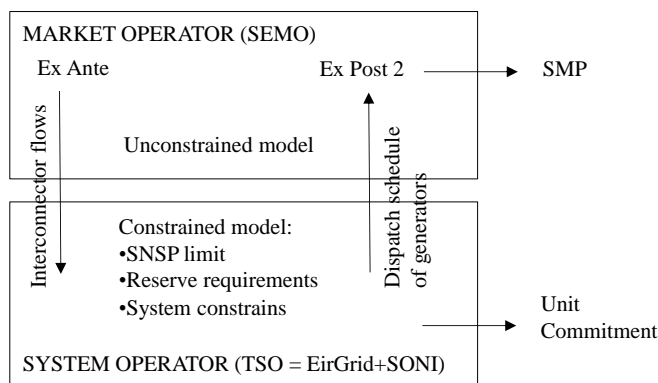 MARKET OPERATOR (SEMO)
Ex Ante
Ex Post 2
SMP
Interconnector flows
Unconstrained model
Dispatch schedule
of generators
Constrained model:
•SNSP limit
•Reserve requirements
•System constrains
Unit
Commitment
SYSTEM OPERATOR (TSO = EirGrid+SONI)